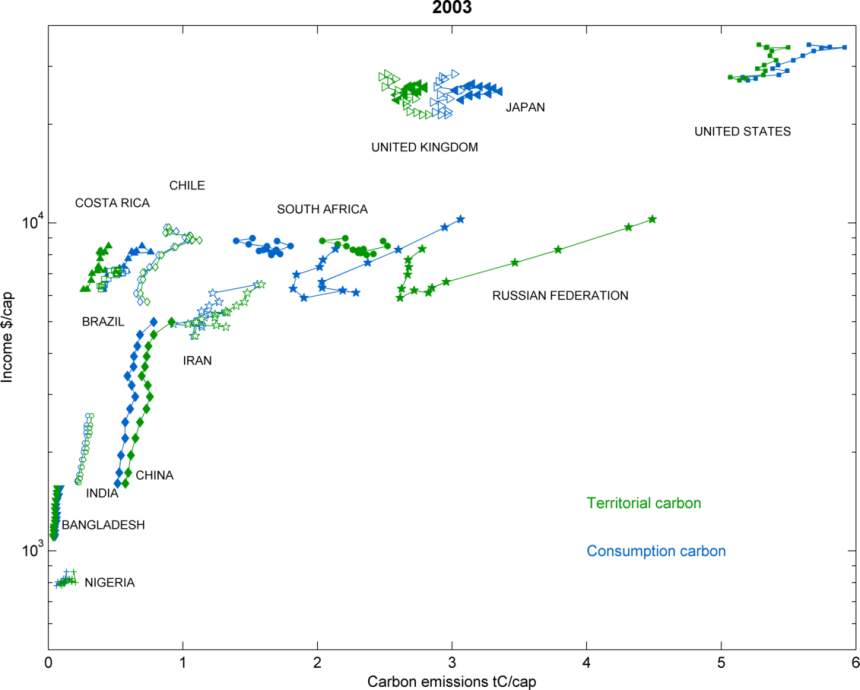 2003
JAPAN
UNITED STATES
UNITED KINGDOM
CHILE
COSTA RICA
SOUTH AFRICA
10^4
RUSSIAN FEDERATION
BRAZIL
IRAN
Income $/cap
CHINA
INDIA
Territorial carbon
BANGLADESH
10^3
Consumption carbon
NIGERIA
0 1 2 3 4 5 6
Carbon emissions tC/cap